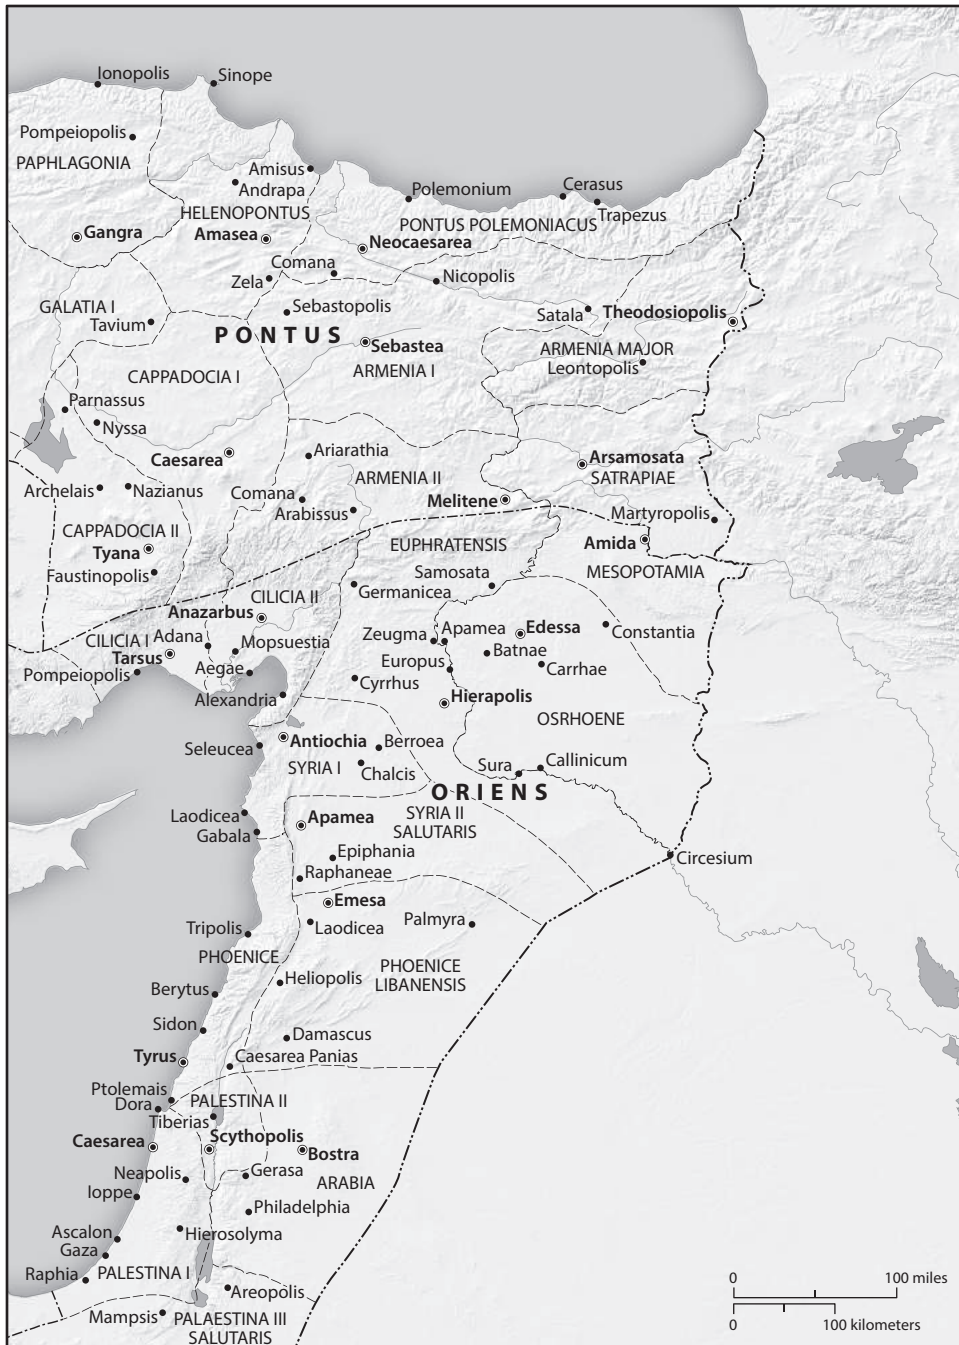 Ionopolis
Sinope
Pompeiopolis
PAPHLAGONIA
Amisus
Andrapa
Polemonium
Cerasus
Trapezus
HELENOPONTUS
PONTUS POLEMONIACUS
Gangra
Amasea
Neocaesarea
Comana
Zela
Nicopolis
GALATIA I
Tavium
Sebastopolis
Satala
Theodosiopolis
PONTUS
Sebastea
ARMENIA I
ARMENIA MAJOR
Leontopolis
CAPPADOCIA I
Parnassus
Nyssa
Caesarea
Ariarathia
Arsamosata
SATRAPIAE
ARMENIA II
Archelais
Nazianus
Comana
Arabissus
Melitene
Martyropolis
CAPPADOCIA II
Tyana
Faustinopolis
EUPHRATENSIS
Amida
MESOPOTAMIA
Samosata
Germanicea
CILICIA II
Anazarbus
CILICIA I
Adana
Mopsuestia
Tarsus
Pompeiopolis
Aegae
Alexandria
Zeugma
Apamea
Edessa
Constantia
Batnae
Europus
Carrhae
Cyrrhus
Hierapolis
OSRHOENE
Seleucea
Antiochia
Berroea
SYRIA I
Chalcis
Sura
Callinicum
ORIENS
Laodicea
Gabala
Apamea
SYRIA II
SALUTARIS
Epiphania
Raphaneae
Circesium
Emesa
Laodicea
Palmyra
Tripolis
PHOENICE
PHOENICE
LIBANENSIS
Heliopolis
Berytus
Sidon
Damascus
Tyrus
Caesarea Panias
Ptolemais
Dora
PALESTINA II
Tiberias
Caesarea
Scythopolis
Bostra
Neapolis
Gerasa
ARABIA
Ioppe
Philadelphia
Ascalon
Gaza
Hierosolyma
Raphia
PALESTINA I
Areopolis
Mampsis
PALAESTINA III
SALUTARIS
0 100 miles
0 100 kilometers